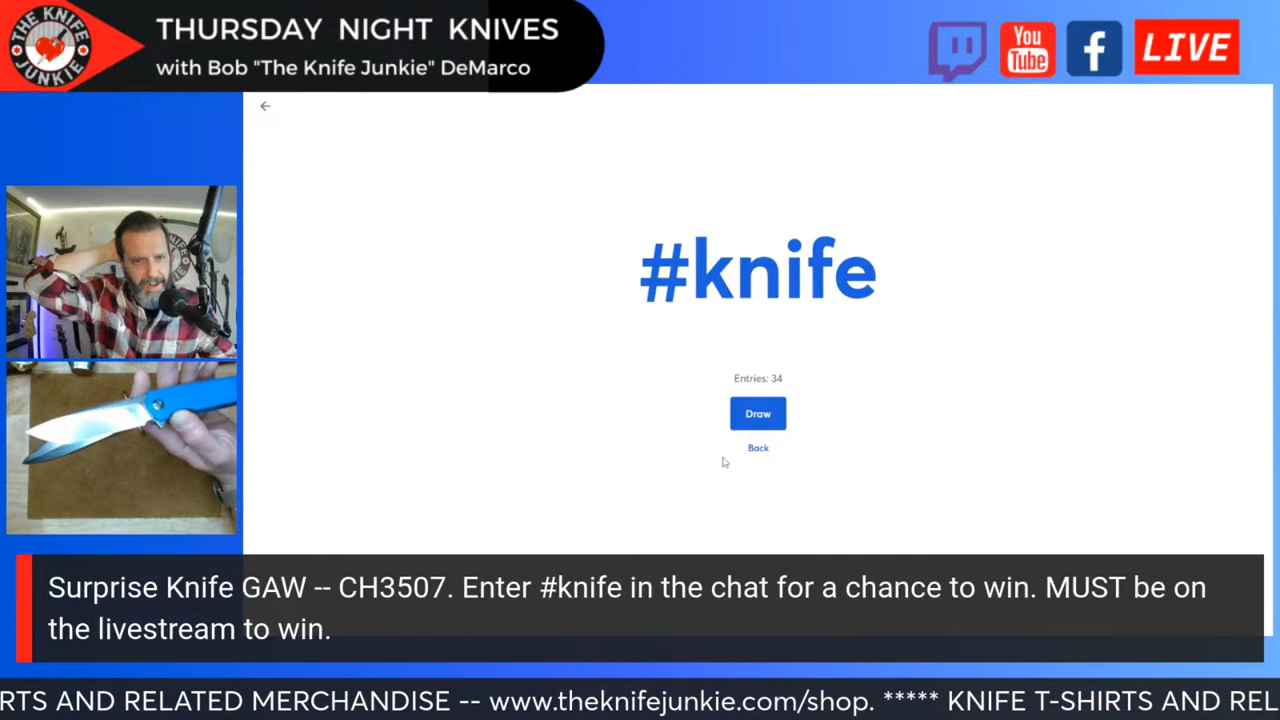 THE KNIFE
JUNKIE
THURSDAY NIGHT KNIVES
with Bob "The Knife Junkie" DeMarco
You
Tube
f
LIVE
#knife
Entries: 34
Draw
Back
Surprise Knife GAW -- CH3507. Enter #knife in the chat for a chance to win. MUST be on
the livestream to win.
RTS AND RELATED MERCHANDISE -- www.theknifejunkie.com/shop. ***** KNIFE T-SHIRTS AND REL